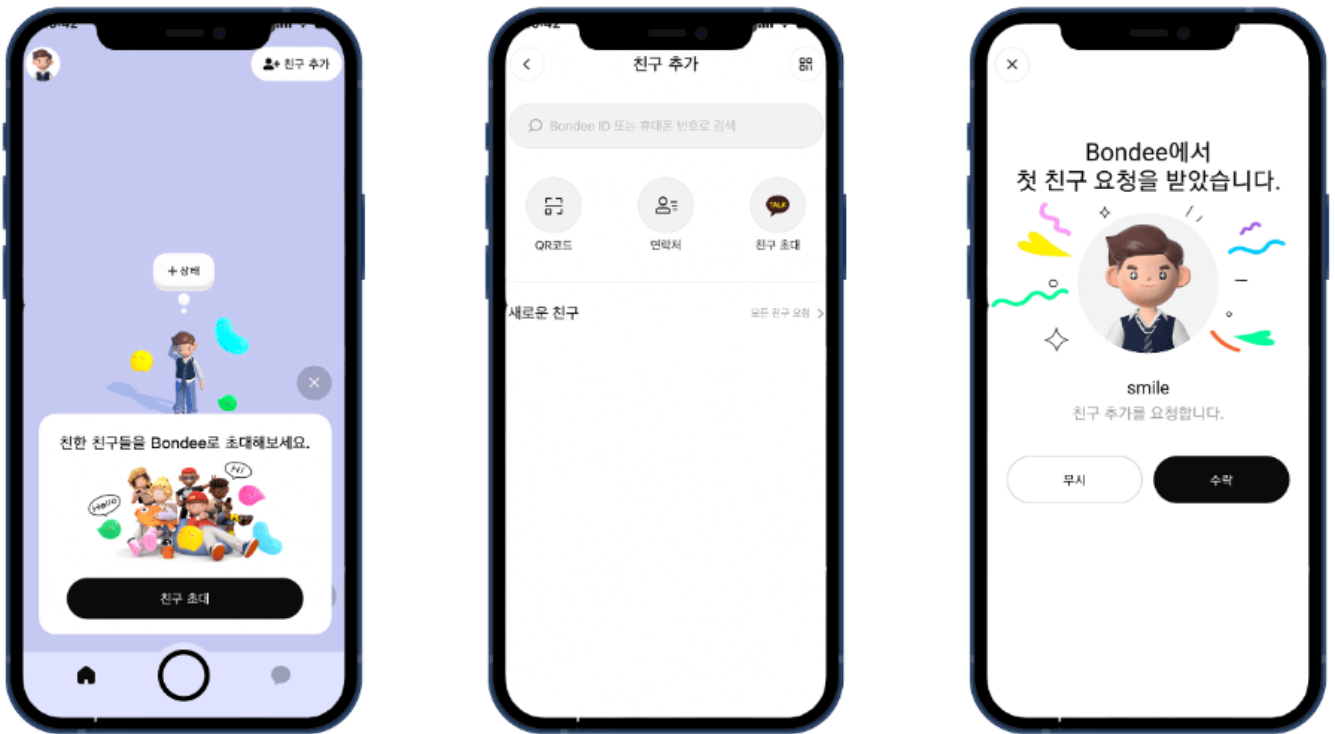 친구 추가
+ 상태
친한 친구들을 Bondee로 초대해보세요.
Hello
Hi
친구 초대
친구 추가
Bondee ID 또는 휴대폰 번호로 검색
TALK
QR코드
연락처
친구 초대
새로운 친구
모든 친구 요청
Bondee에서
첫 친구 요청을 받았습니다.
smile
친구 추가를 요청합니다.
무시
수락